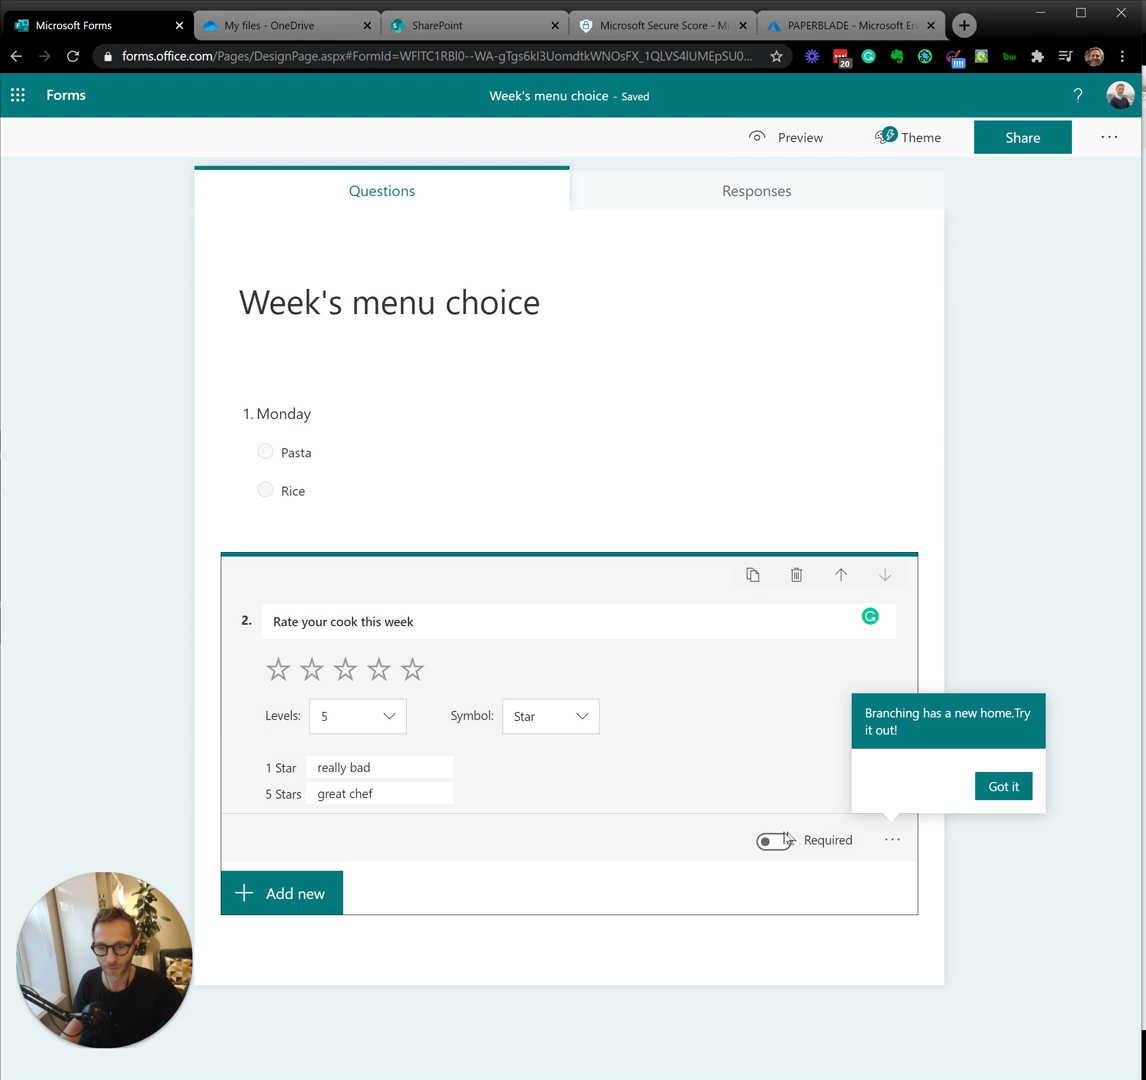 Microsoft Forms
My files - OneDrive
SharePoint
Microsoft Secure Score - Mi
PAPERBLADE - Microsoft En
forms.office.com/Pages/DesignPage.aspx#FormId=
20
1111
bw
Forms
Week's menu choice - Saved
?
Preview
Theme
Share
Questions
Responses
Week's menu choice
1. Monday
Pasta
Rice
2. Rate your cook this week
Levels: 5 Symbol: Star
1 Star really bad
5 Stars great chef
Branching has a new home.Try
it out!
Got it
Required
Add new